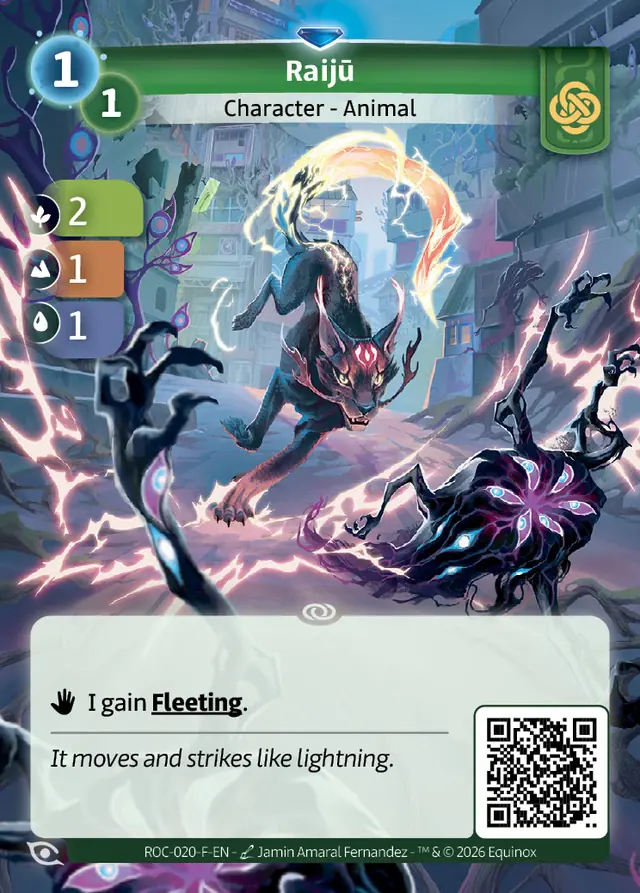 1
Raijū
1
Character - Animal
2
1
1
I gain Fleeting.
It moves and strikes like lightning.
ROC-020-F-EN - Jamin Amaral Fernandez - ™ & © 2026 Equinox